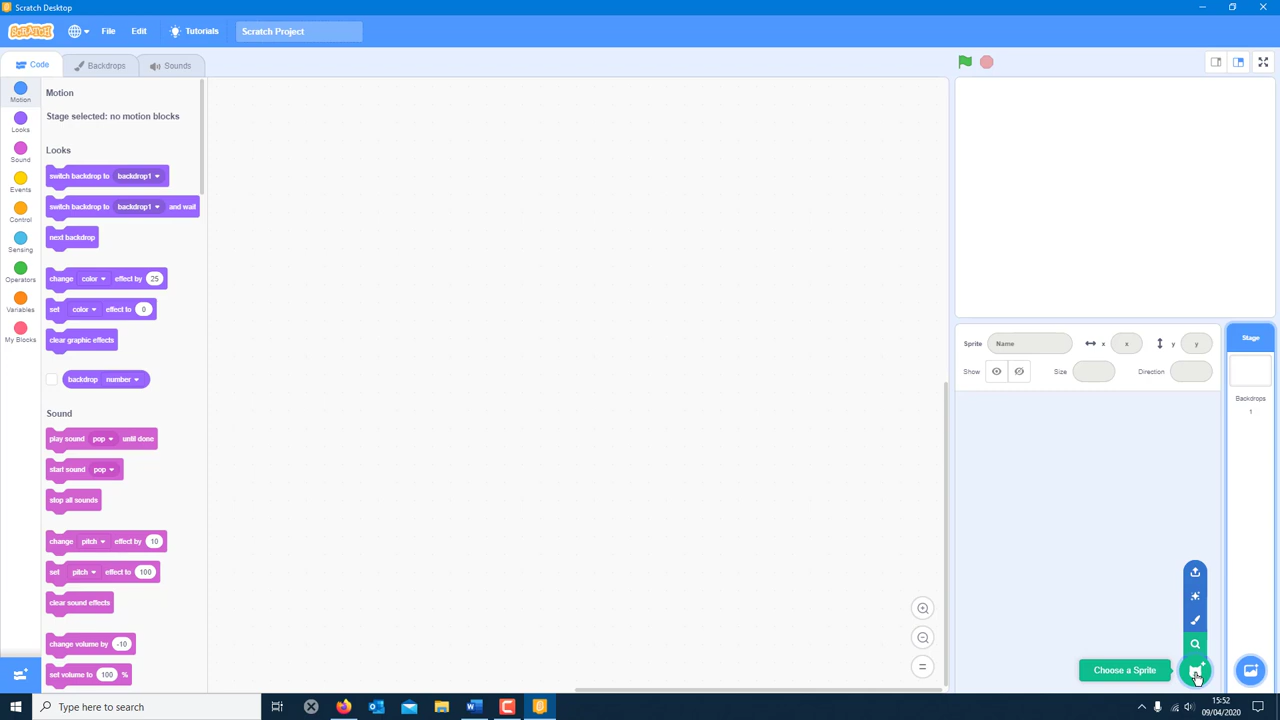 Scratch Desktop
SCRATCH File Edit Tutorials Scratch Project
Code Backdrops Sounds
Motion
Looks
Sound
Events
Control
Sensing
Operators
Variables
My Blocks
Motion
Stage selected: no motion blocks
Looks
switch backdrop to backdrop1
switch backdrop to backdrop1 and wait
next backdrop
change color effect by 25
set color effect to 0
clear graphic effects
backdrop number
Sound
play sound pop until done
start sound pop
stop all sounds
change pitch effect by 10
set pitch effect to 100
clear sound effects
change volume by -10
set volume to 100 %
Sprite Name x x y y
Show Size Direction
Stage
Backdrops
1
Choose a Sprite
Type here to search
15:52
09/04/2020